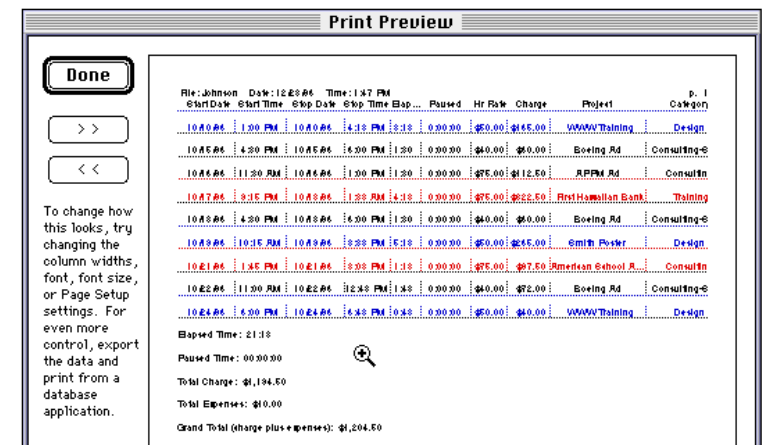 Print Preview
Done
>>
<<
To change how
this looks, try
changing the
column widths,
font, font size,
or Page Setup
settings. For
even more
control, export
the data and
print from a
database
application.
File: Johnson Date: Time: 1:47 PM p. 1
Start Date Start Time Stop Date Stop Time Elap... Paused Hr Rate Charge Project Categor
10/10/96 1:00 PM 10/10/96 4:18 PM 3:18 0:00:00 $50.00 $165.00 WWW Training Design
10/15/96 4:30 PM 10/15/96 6:00 PM 1:30 0:00:00 $40.00 $60.00 Boeing Ad Consulting-
10/16/96 11:30 AM 10/16/96 1:00 PM 1:30 0:00:00 $75.00 $112.50 APPM Ad Consultin
10/17/96 9:15 PM 10/18/96 1:33 AM 4:18 0:00:00 $75.00 $322.50 First Hawaiian Bank Training
10/18/96 4:30 PM 10/18/96 6:00 PM 1:30 0:00:00 $40.00 $60.00 Boeing Ad Consulting-
10/19/96 10:15 AM 10/19/96 3:33 PM 5:18 0:00:00 $50.00 $265.00 Smith Poster Design
10/21/96 1:45 PM 10/21/96 3:03 PM 1:18 0:00:00 $75.00 $97.50 American School A... Consultin
10/22/96 11:00 AM 10/22/96 12:48 PM 1:48 0:00:00 $40.00 $72.00 Boeing Ad Consulting-
10/24/96 6:00 PM 10/24/96 6:48 PM 0:48 0:00:00 $50.00 $40.00 WWW Training Design
Elapsed Time: 21:18
Paused Time: 00:00:00
Total Charge: $1,194.50
Total Expenses: $10.00
Grand Total (charge plus expenses): $1,204.50